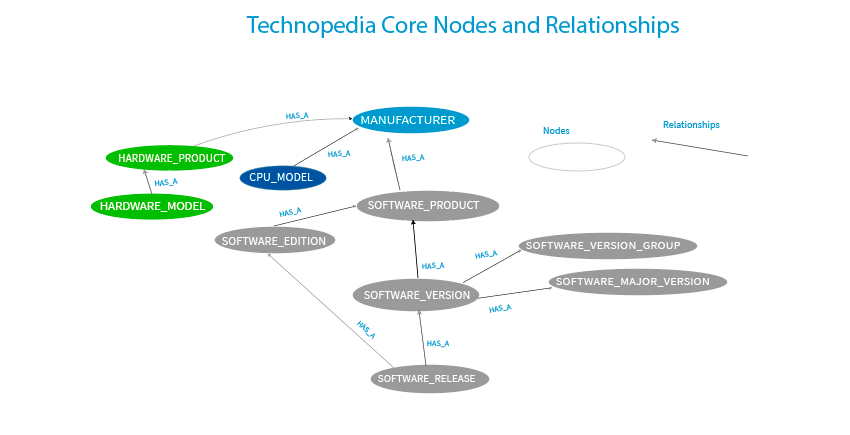 Technopedia Core Nodes and Relationships
HAS_A
MANUFACTURER
Nodes
Relationships
HARDWARE_PRODUCT
HAS_A
HAS_A
CPU_MODEL
HAS_A
HARDWARE_MODEL
HAS_A
SOFTWARE_PRODUCT
SOFTWARE_EDITION
SOFTWARE_VERSION_GROUP
HAS_A
HAS_A
SOFTWARE_MAJOR_VERSION
SOFTWARE_VERSION
HAS_A
HAS_A
HAS_A
SOFTWARE_RELEASE